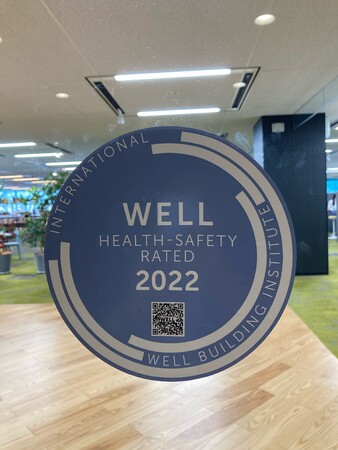 INTERNATIONAL
WELL
HEALTH-SAFETY
RATED
2022
WELL BUILDING INSTITUTE